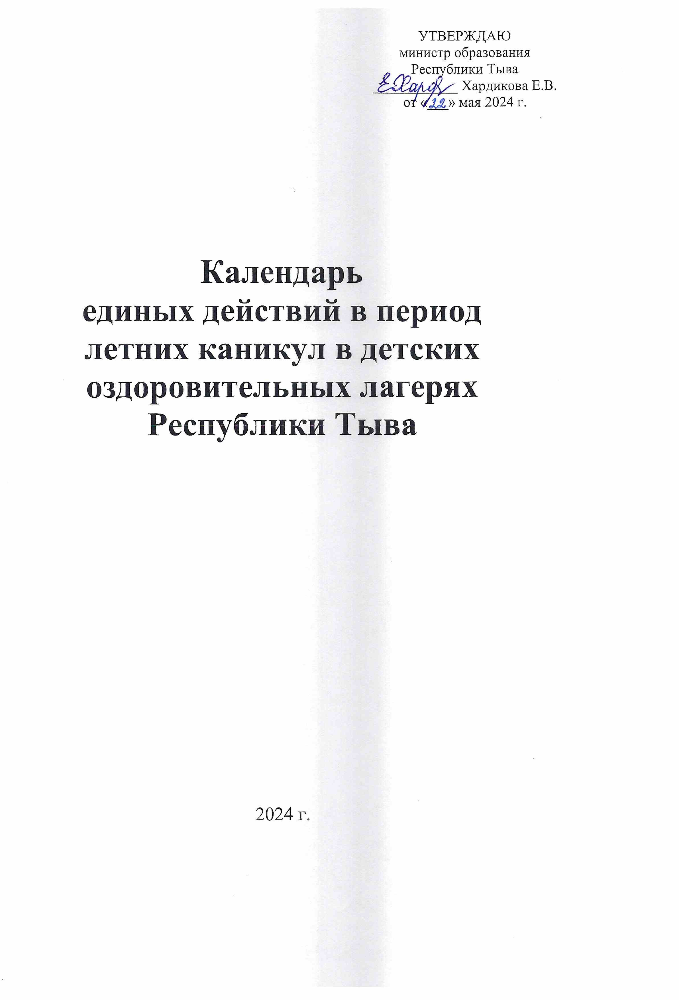 УТВЕРЖДАЮ
министр образования
Республики Тыва
Хардикова Е.В.
от «22» мая 2024 г.
Календарь
единых действий в период
летних каникул в детских
оздоровительных лагерях
Республики Тыва
2024 г.